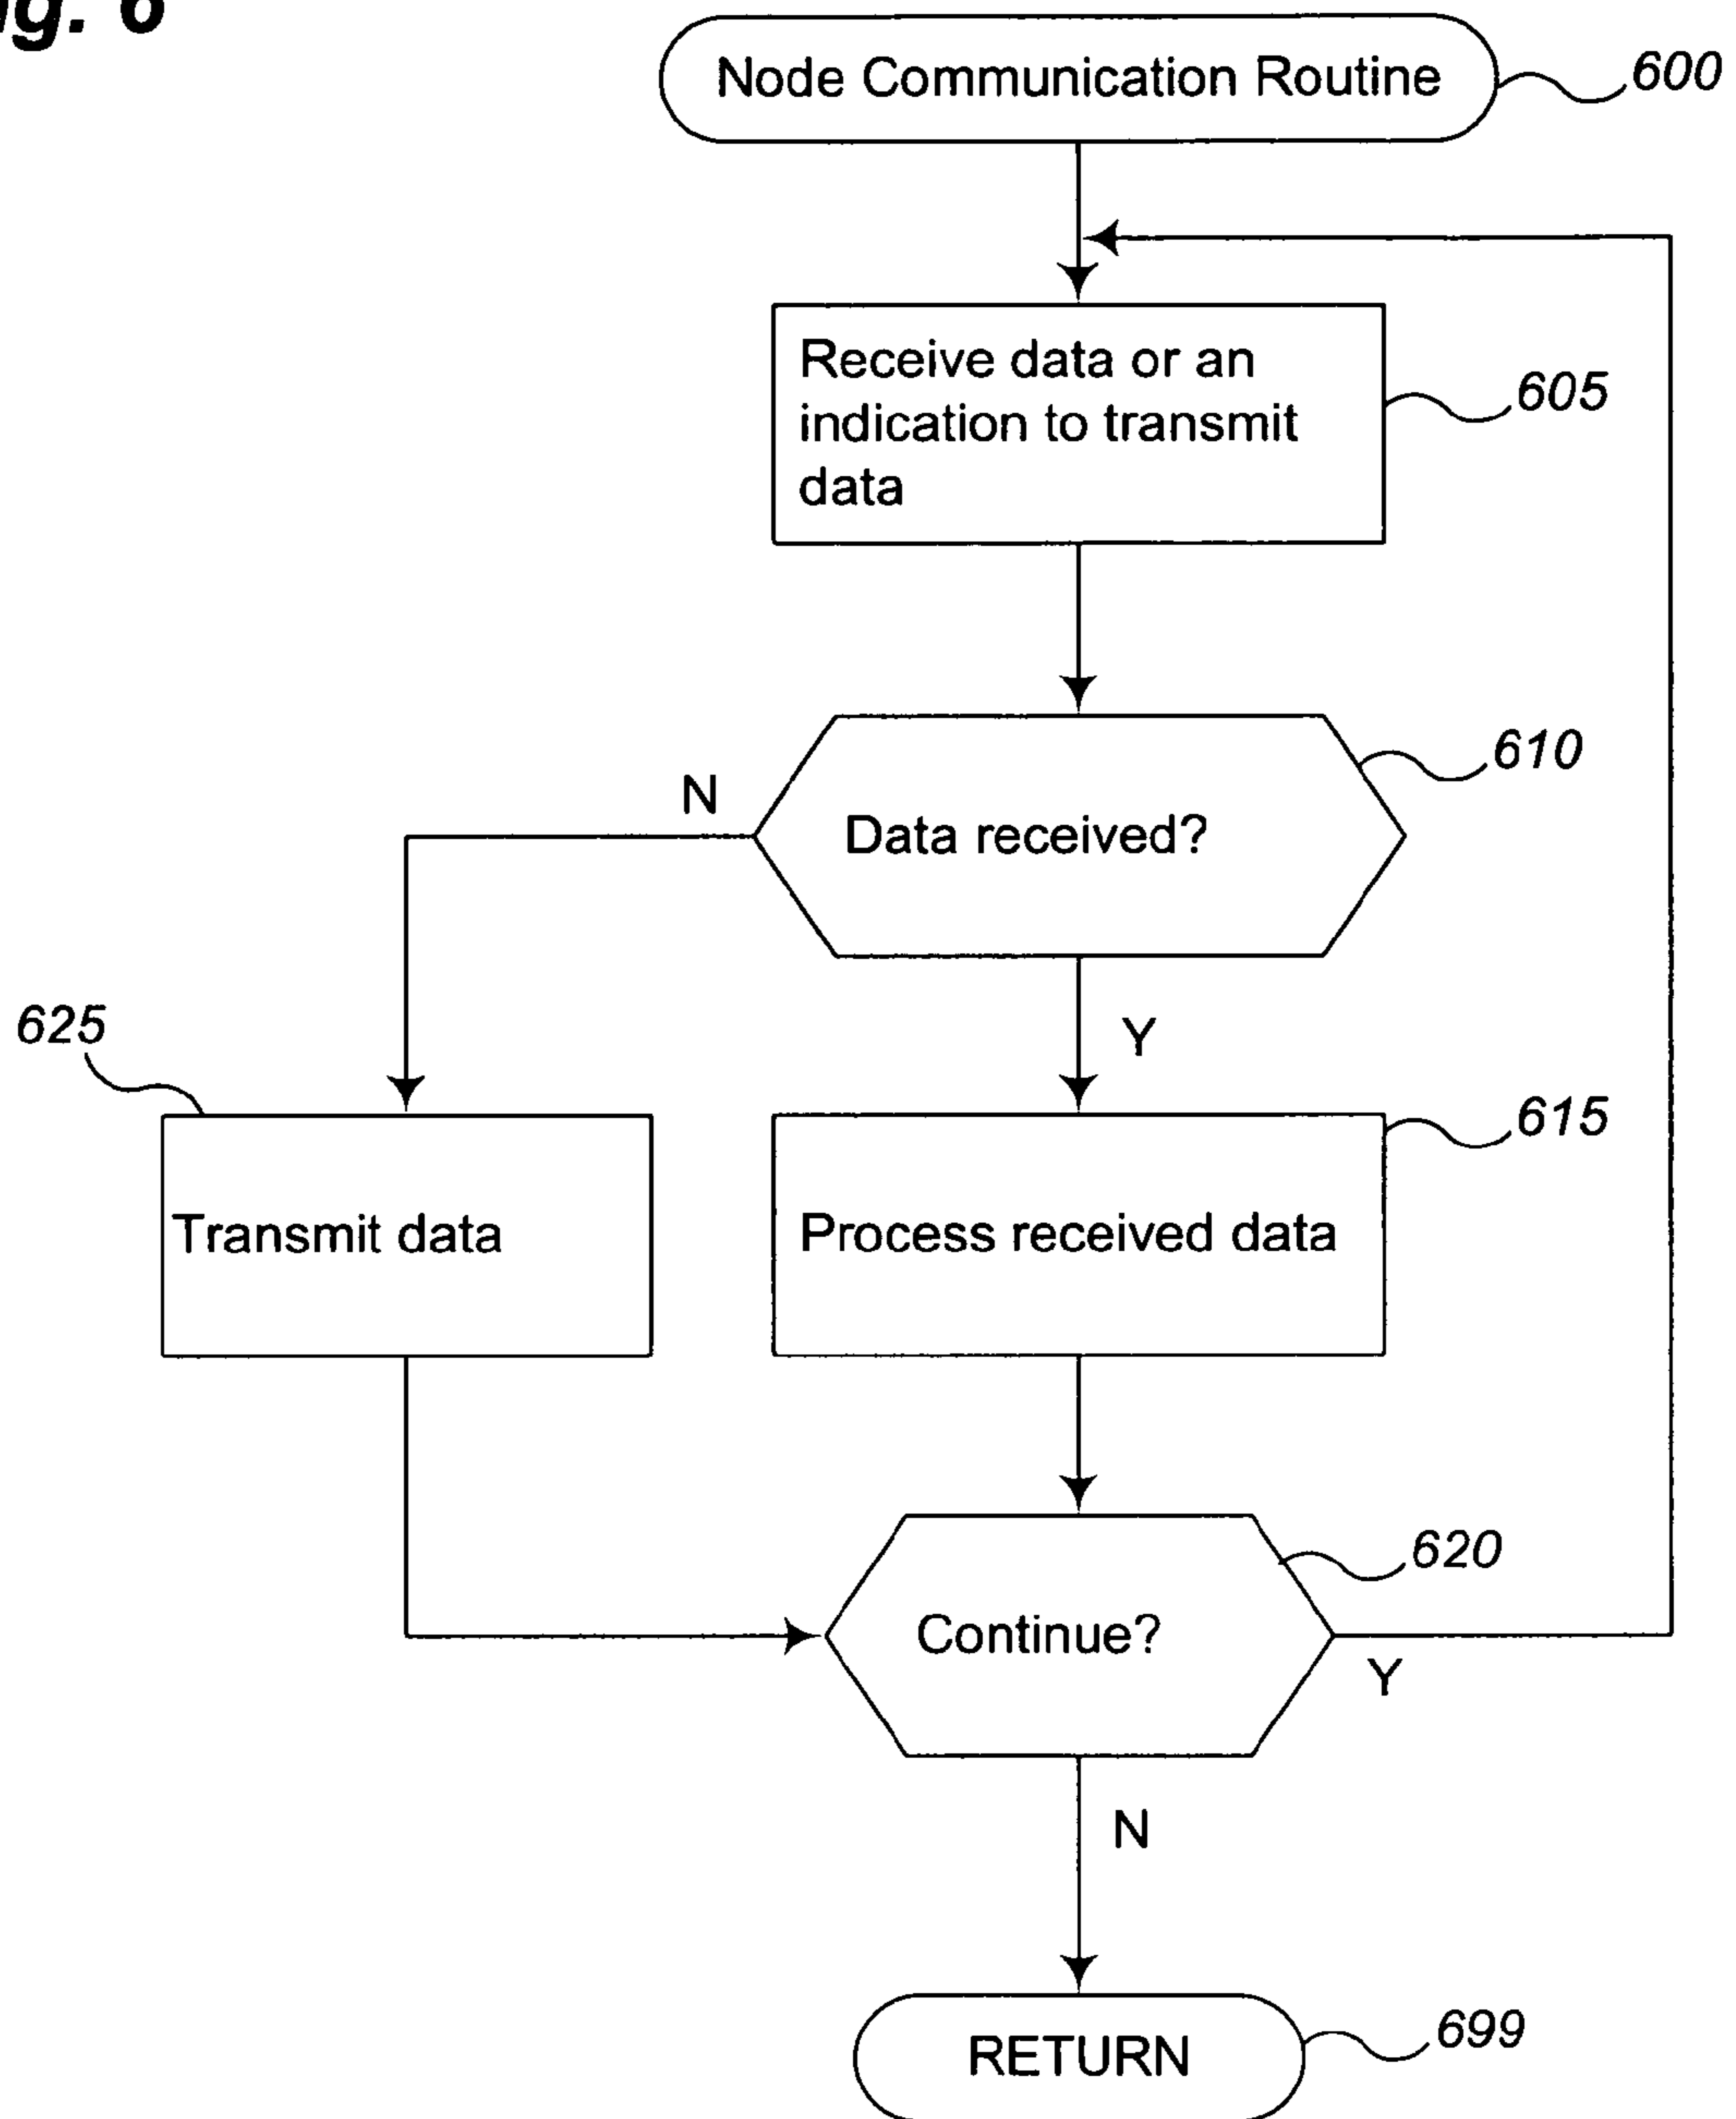 Fig. 6
Node Communication Routine
600
Receive data or an
indication to transmit
data
605
Data received?
610
N
Y
625
Transmit data
Process received data
615
Continue?
620
Y
N
RETURN
699